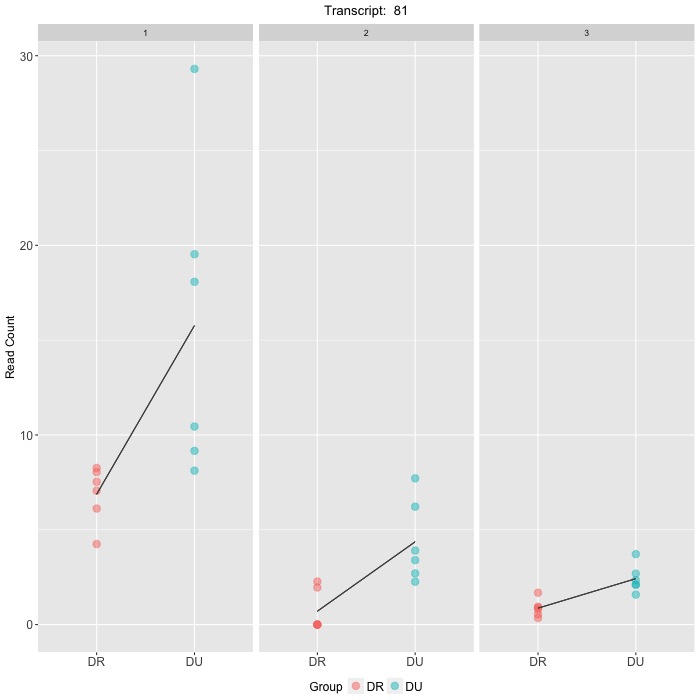 Transcript: 81
1 2 3
30
20
10
0
Read Count
DR DU DR DU DR DU
Group DR DU